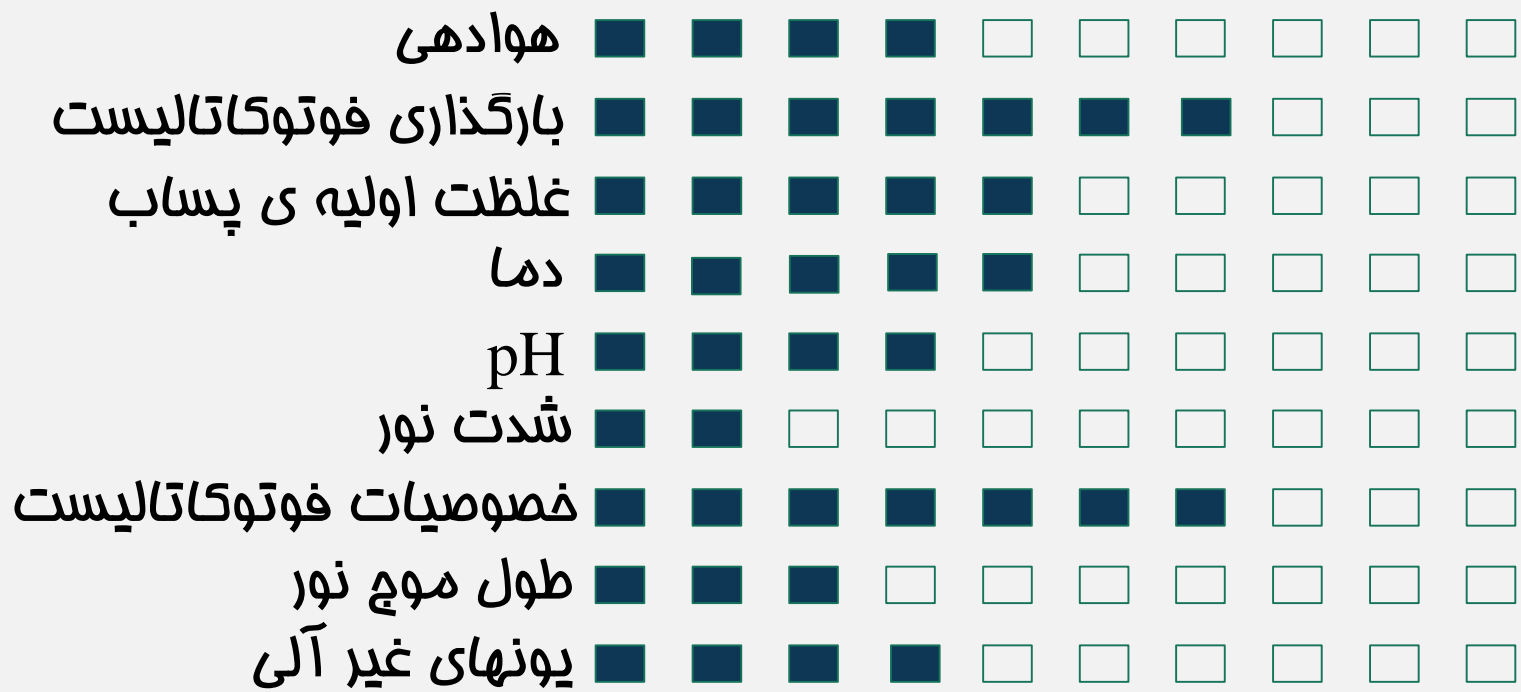 هوادهی
بارگذاری فوتوکاتالیست
غلظت اولیه ی پساب
دما
pH
شدت نور
خصوصیات فوتوکاتالیست
طول موج نور
یونهای غیر آلی